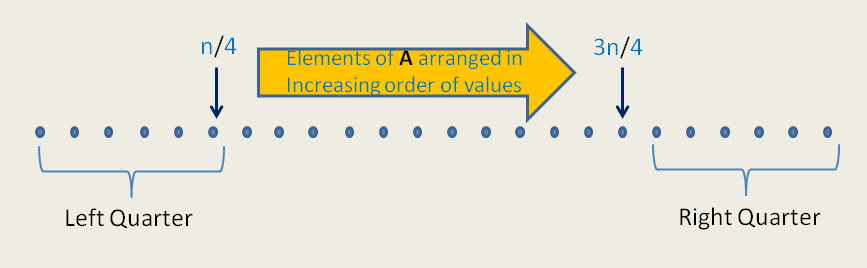 n/4
Elements of A arranged in
Increasing order of values
3n/4
Left Quarter
Right Quarter